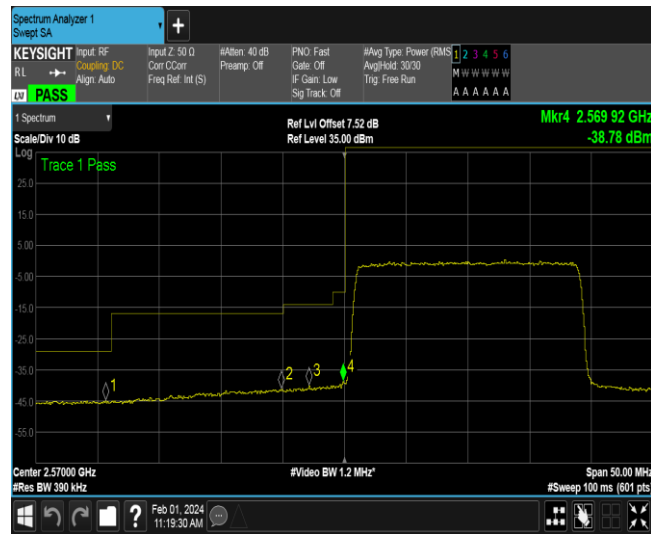 Spectrum Analyzer 1
Swept SA
+
KEYSIGHT Input: RF Input Z: 50 Ω #Atten: 40 dB PNO: Fast #Avg Type: Power (RMS 1 2 3 4 5 6
RL Coupling: DC Corr CCorr Preamp: Off Gate: Off Avg|Hold: 30/30 M W W W W W
Align: Auto Freq Ref: Int (S) IF Gain: Low Trig: Free Run
LXI PASS Sig Track: Off A A A A A A
1 Spectrum Ref Lvl Offset 7.52 dB Mkr4 2.569 92 GHz
Scale/Div 10 dB Ref Level 35.00 dBm -38.78 dBm
Log
Trace 1 Pass
25.0
15.0
5.00
-5.00
-15.0
-25.0
-35.0
-45.0
-55.0
1
2
3
4
Center 2.57000 GHz #Video BW 1.2 MHz* Span 50.00 MHz
#Res BW 390 kHz #Sweep 100 ms (601 pts
? Feb 01, 2024
11:19:30 AM